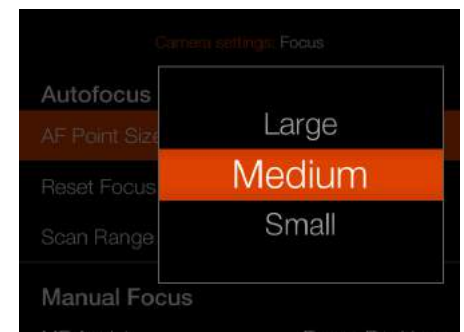 Camera settings: Focus
Autofocus
AF Point Size
Large
Medium
Small
Reset Focus
Scan Range
Manual Focus